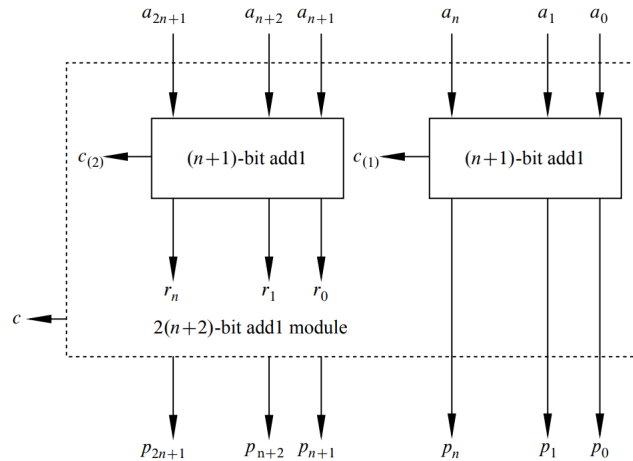 a₂ₙ₊₁ aₙ₊₂ aₙ₊₁ aₙ a₁ a₀
c₍₂₎ (n+1)-bit add1 c₍₁₎ (n+1)-bit add1
rₙ r₁ r₀
c 2(n+2)-bit add1 module
p₂ₙ₊₁ pₙ₊₂ pₙ₊₁ pₙ p₁ p₀